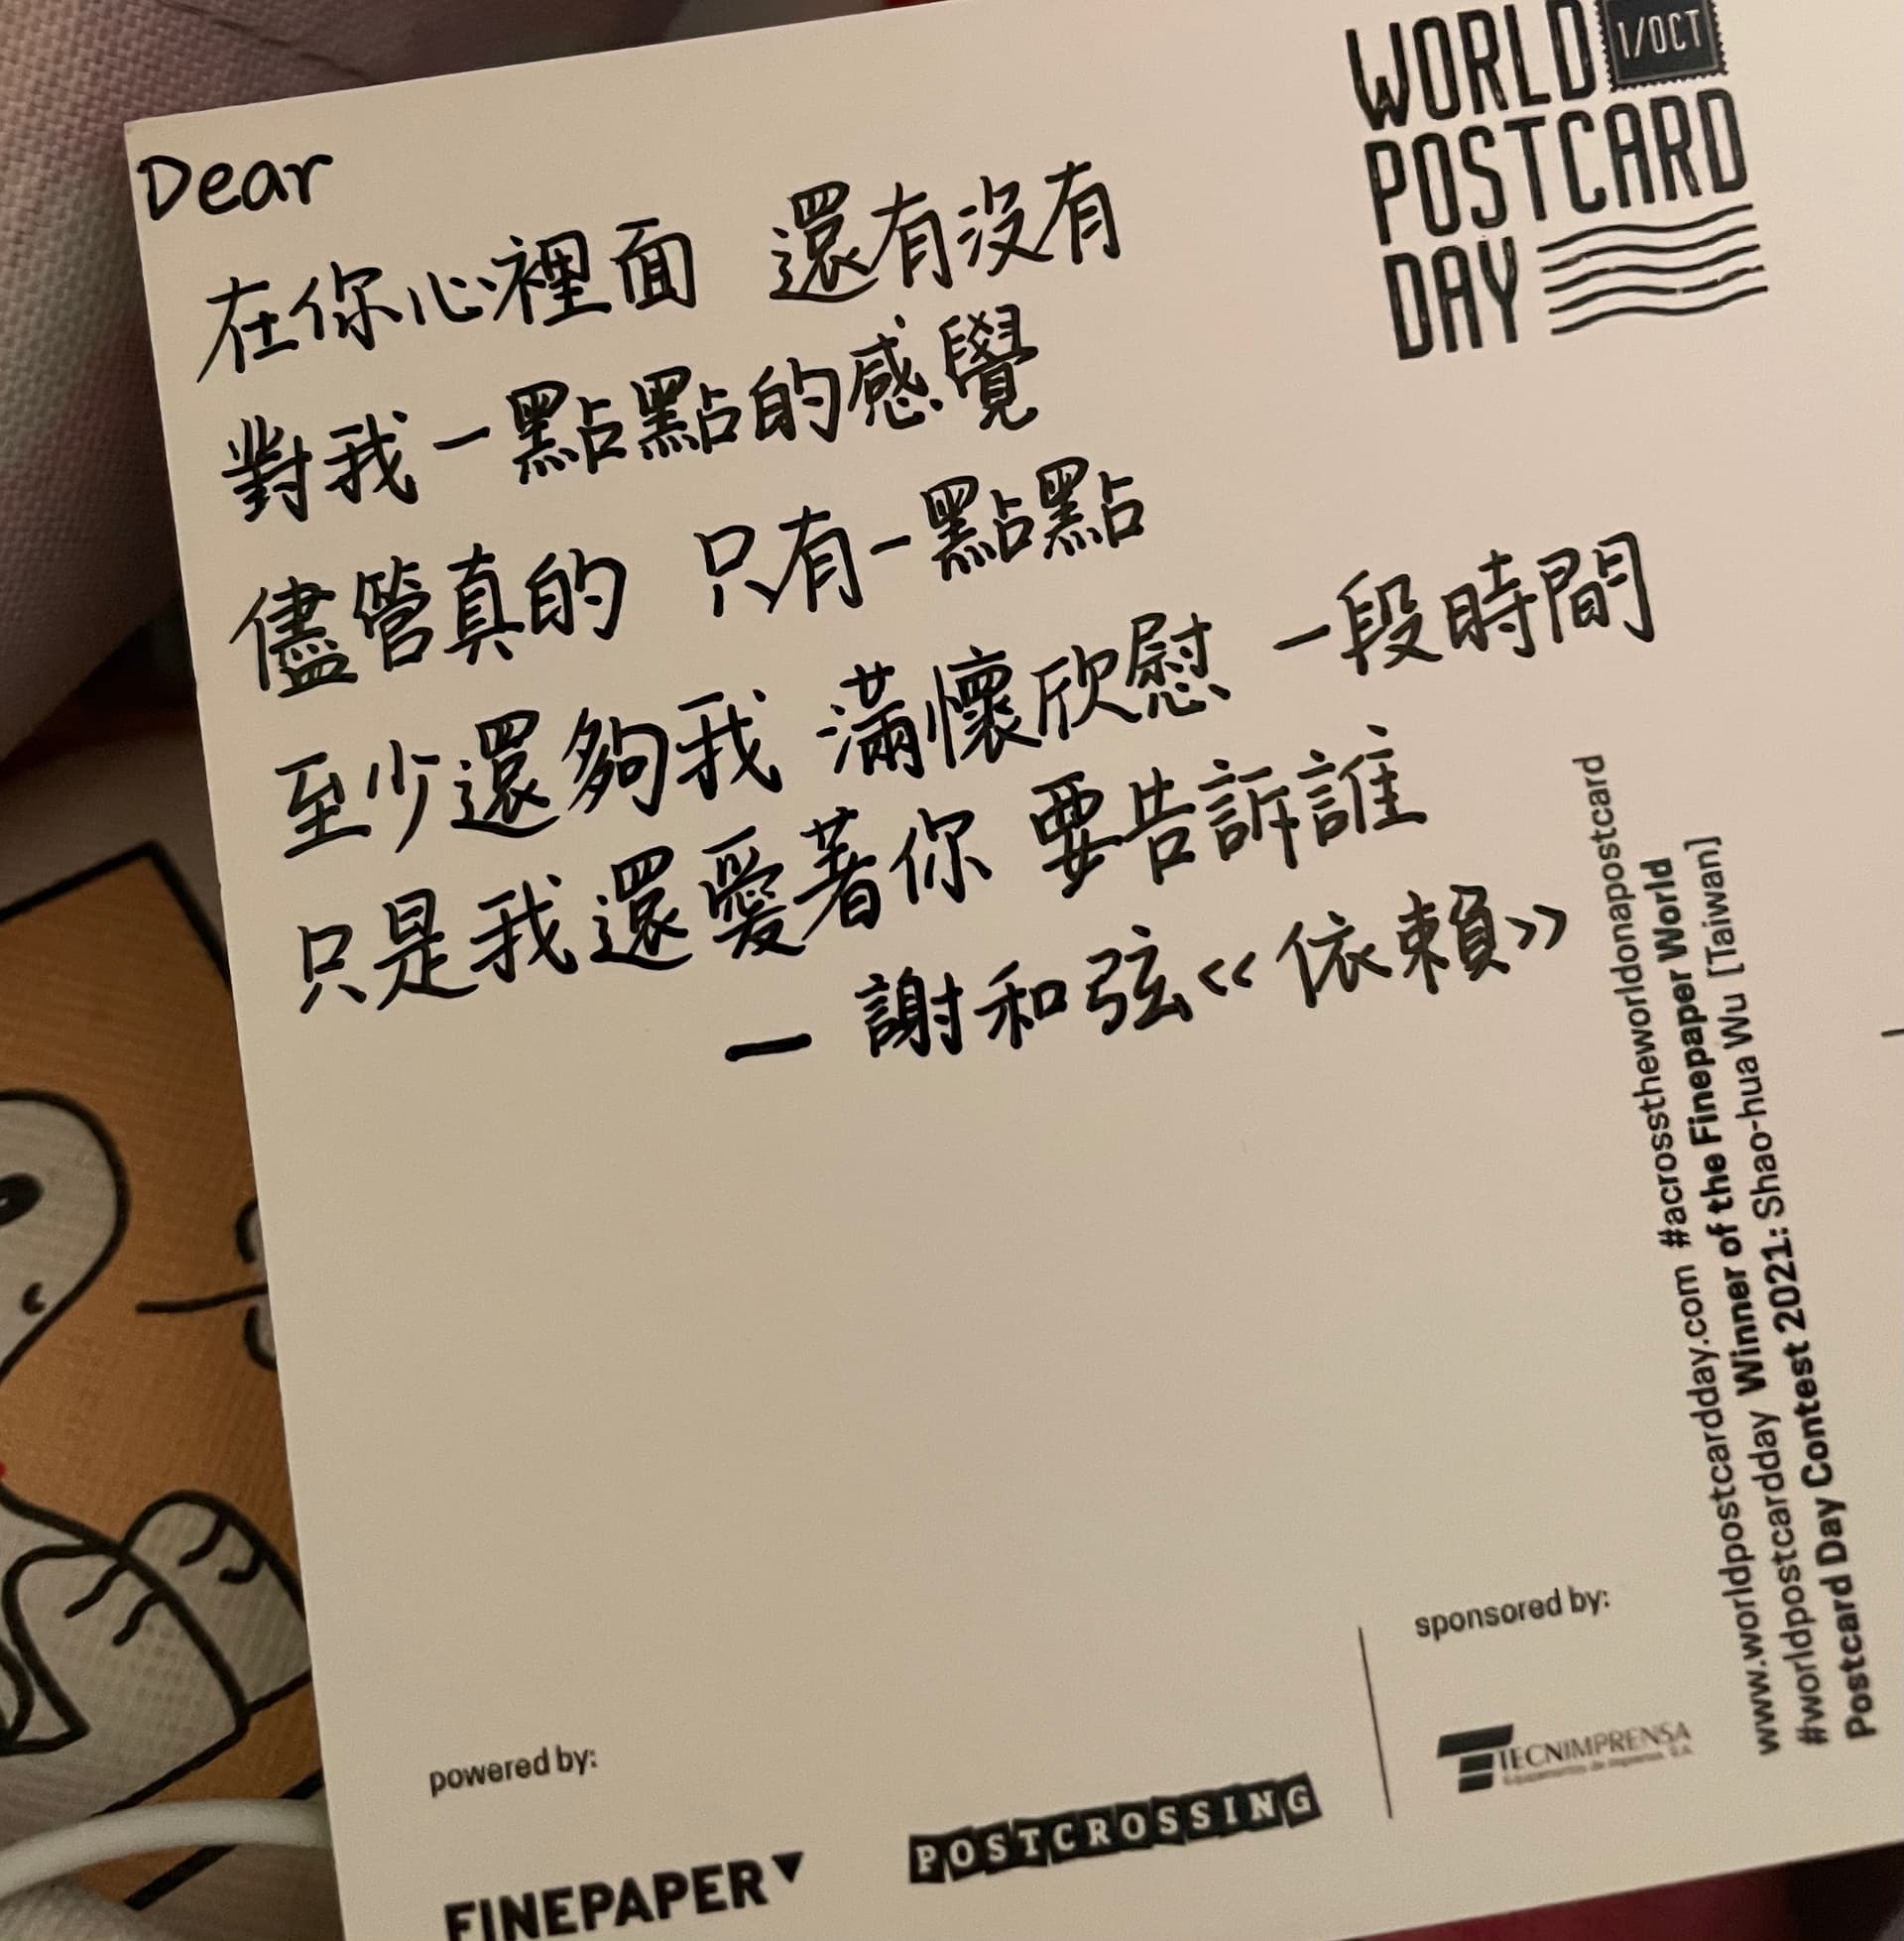 Dear
在你心裡面 還有沒有
對我一點點的感覺
儘管真的 只有一點點
至少還夠我 滿懷欣慰 一段時間
只是我還愛著你 要告訴誰
— 謝和弦《依賴》
WORLD 1/OCT
POSTCARD
DAY
www.worldpostcardday.com #acrosstheworldonapostcard
#worldpostcardday Winner of the Finepaper World
Postcard Day Contest 2021: Shao-hua Wu [Taiwan]
powered by:
FINEPAPER
POSTCROSSING
sponsored by:
TECNIMPRENSA